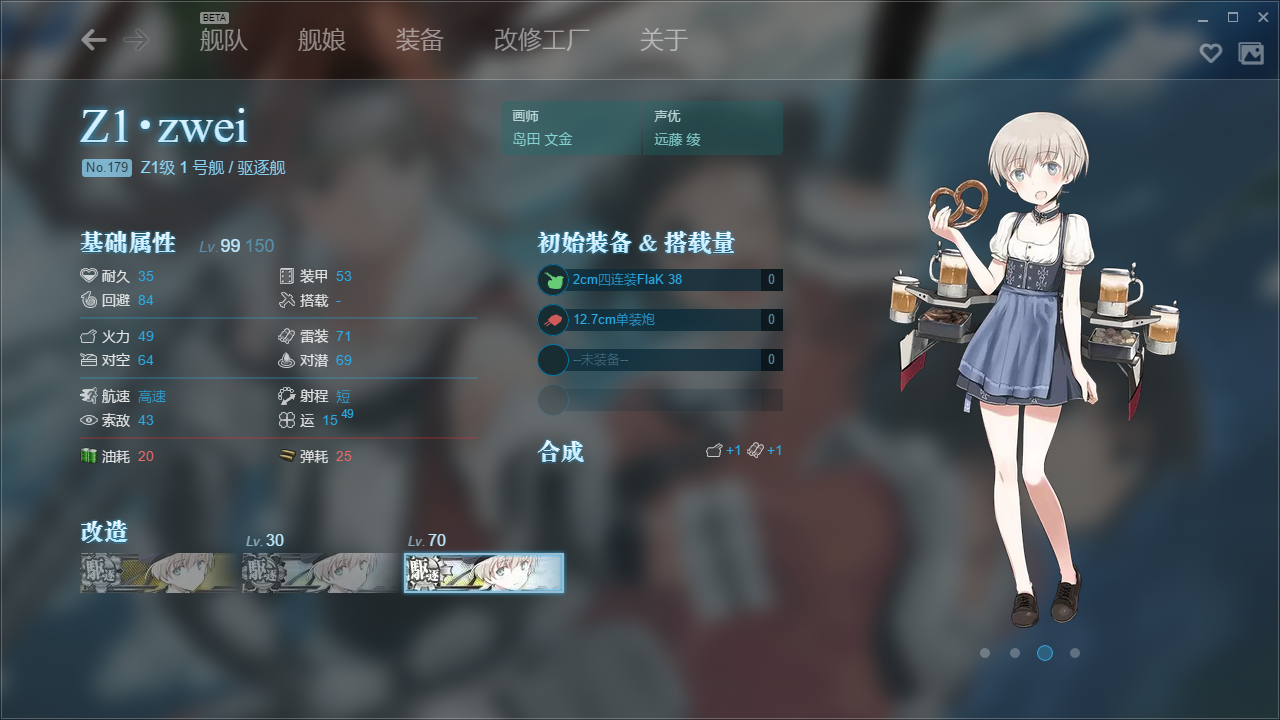 BETA
舰队 舰娘 装备 改修工厂 关于
Z1·zwei
No.179 Z1级 1 号舰 / 驱逐舰
画师 声优
岛田 文金 远藤 绫
基础属性 Lv 99 150
耐久 35 装甲 53
回避 84 搭载 -
火力 49 雷装 71
对空 64 对潜 69
航速 高速 射程 短
索敌 43 运 15 49
油耗 20 弹耗 25
初始装备 & 搭载量
2cm四连装FlaK 38 0
12.7cm单装炮 0
--未装备-- 0
合成 +1 +1
改造
Lv.30 Lv.70
駆逐 駆逐 駆逐